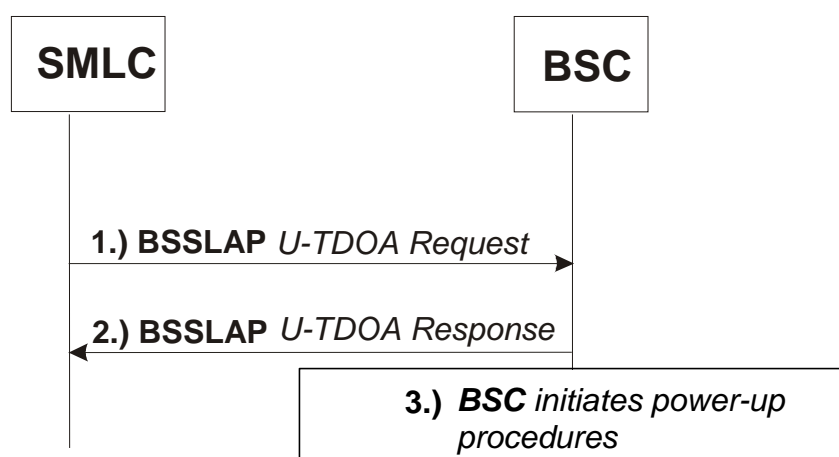 SMLC
BSC
1.) BSSLAP U-TDOA Request
2.) BSSLAP U-TDOA Response
3.) BSC initiates power-up
procedures